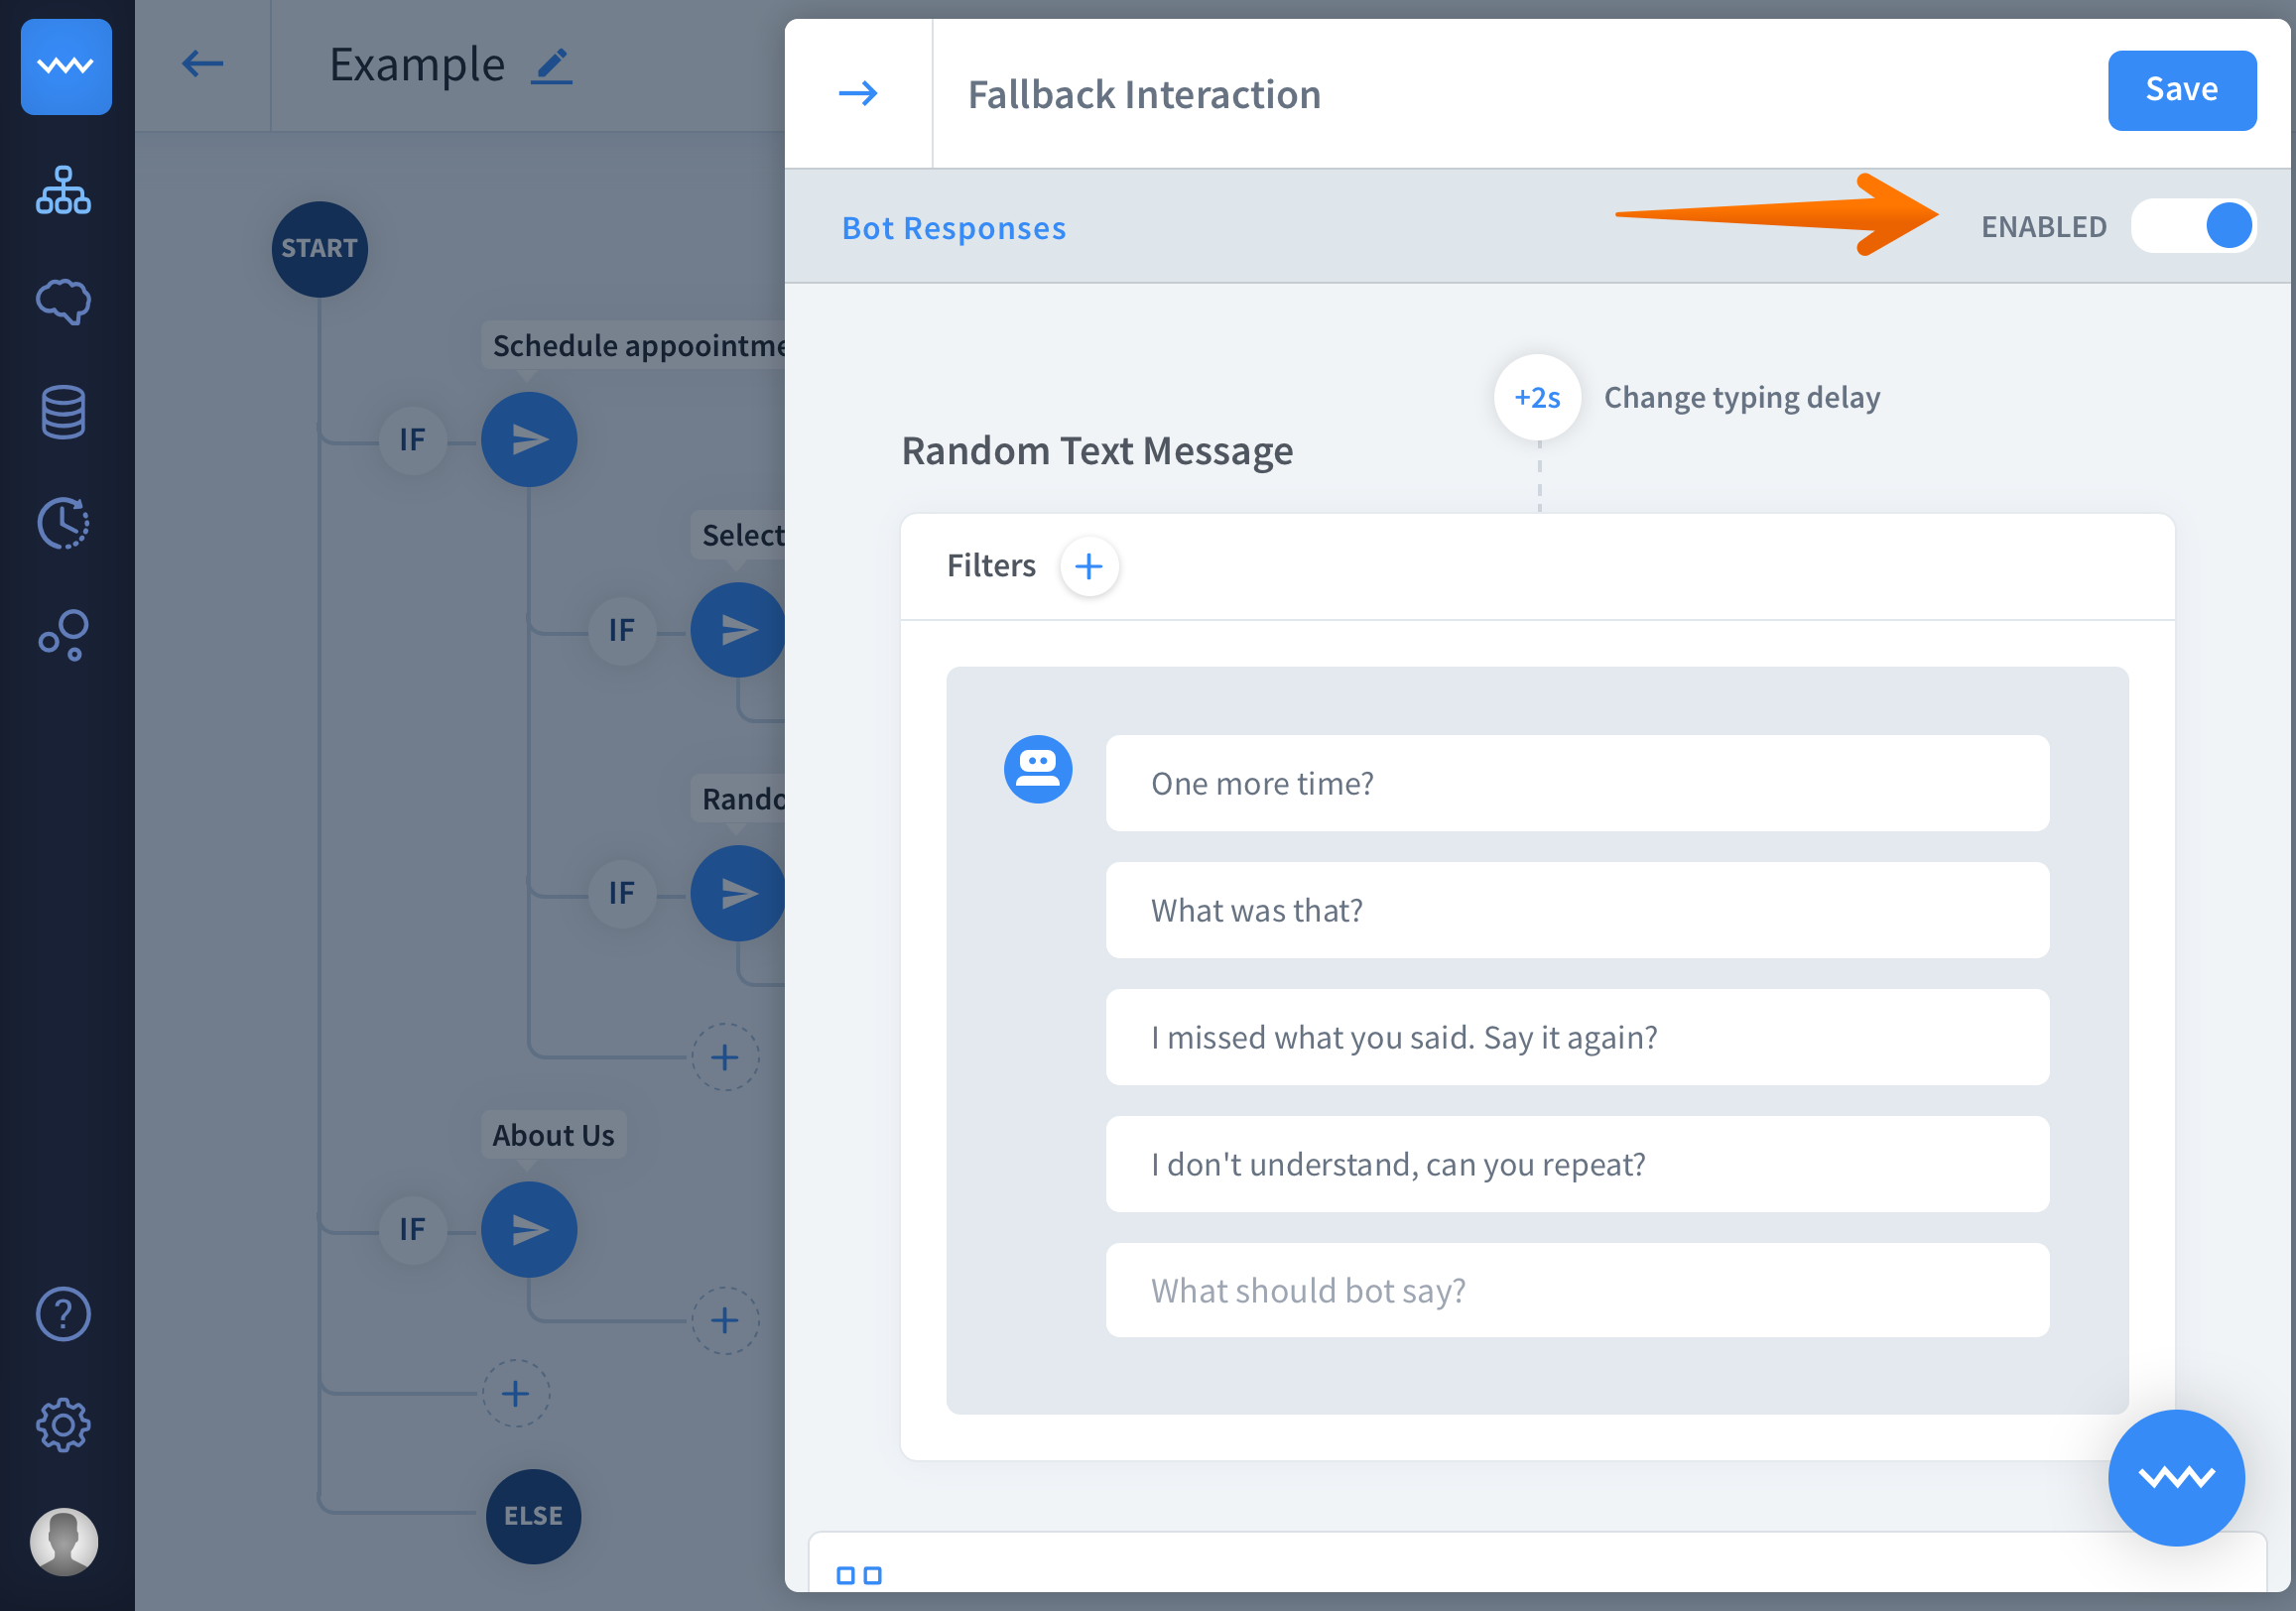 Example
START
Schedule appoointme
IF
Select
IF
Rando
IF
About Us
IF
ELSE
?
Fallback Interaction
Save
Bot Responses
ENABLED
+2s
Change typing delay
Random Text Message
Filters
One more time?
What was that?
I missed what you said. Say it again?
I don't understand, can you repeat?
What should bot say?